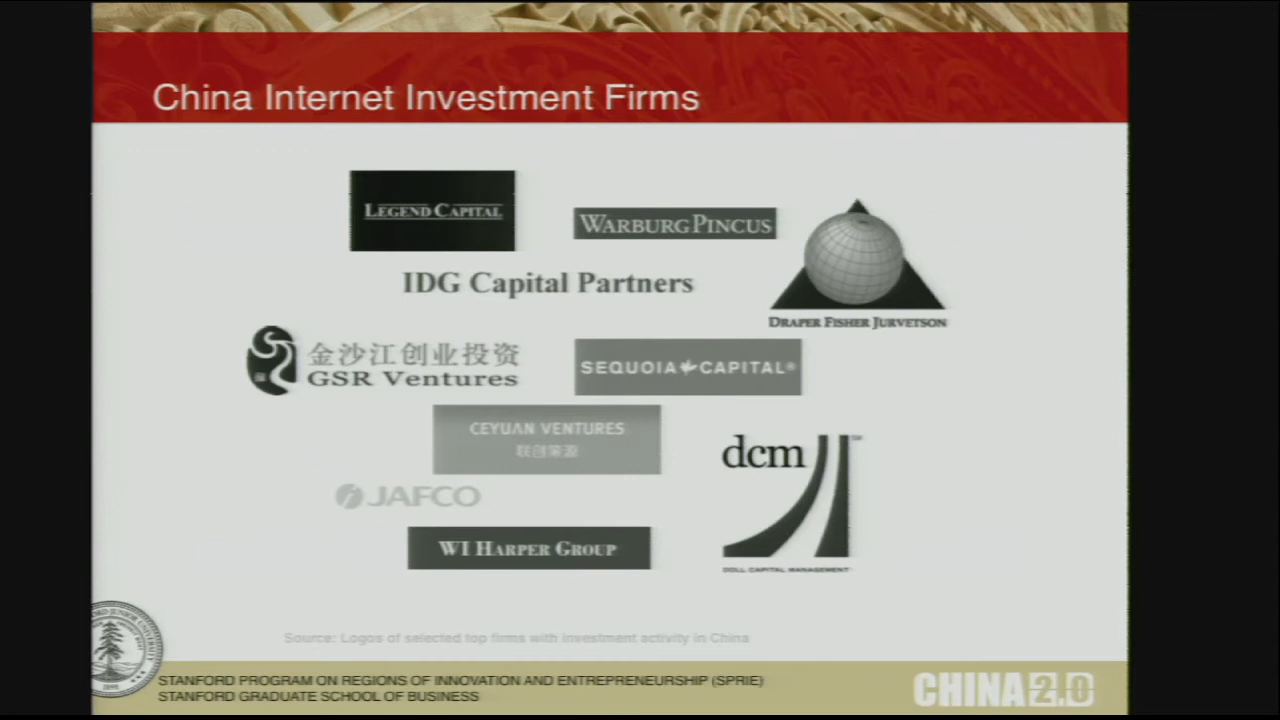 China Internet Investment Firms
LEGEND CAPITAL
WARBURG PINCUS
IDG Capital Partners
DRAPER FISHER JURVETSON
金沙江创业投资
GSR Ventures
SEQUOIA CAPITAL®
CEYUAN VENTURES
dcm
JAFCO
WI HARPER GROUP
DOLL CAPITAL MANAGEMENT
Source: Logos of selected top firms with investment activity in China
STANFORD PROGRAM ON REGIONS OF INNOVATION AND ENTREPRENEURSHIP (SPRIE)
STANFORD GRADUATE SCHOOL OF BUSINESS
CHINA 2.0